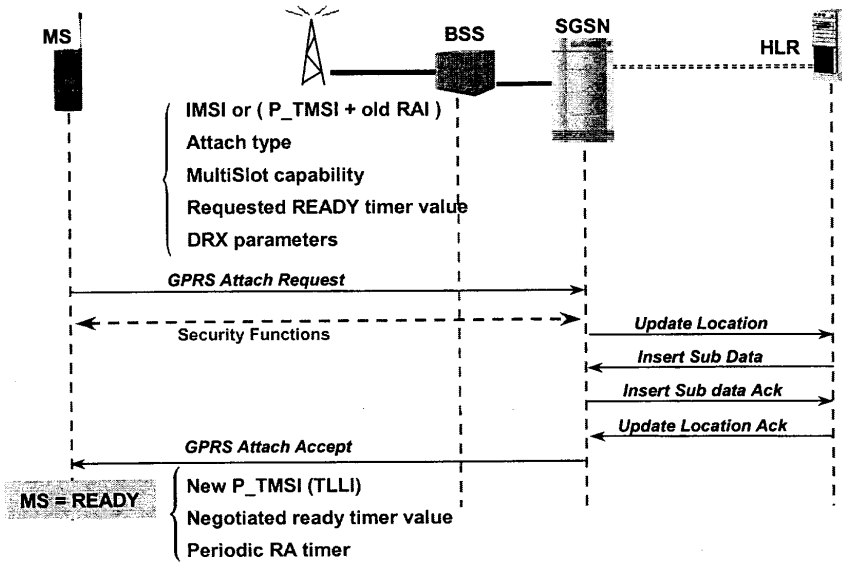 MS
BSS
SGSN
HLR
IMSI or ( P_TMSI + old RAI )
Attach type
MultiSlot capability
Requested READY timer value
DRX parameters
GPRS Attach Request
Security Functions
Update Location
Insert Sub Data
Insert Sub data Ack
Update Location Ack
GPRS Attach Accept
MS = READY
New P_TMSI (TLLI)
Negotiated ready timer value
Periodic RA timer